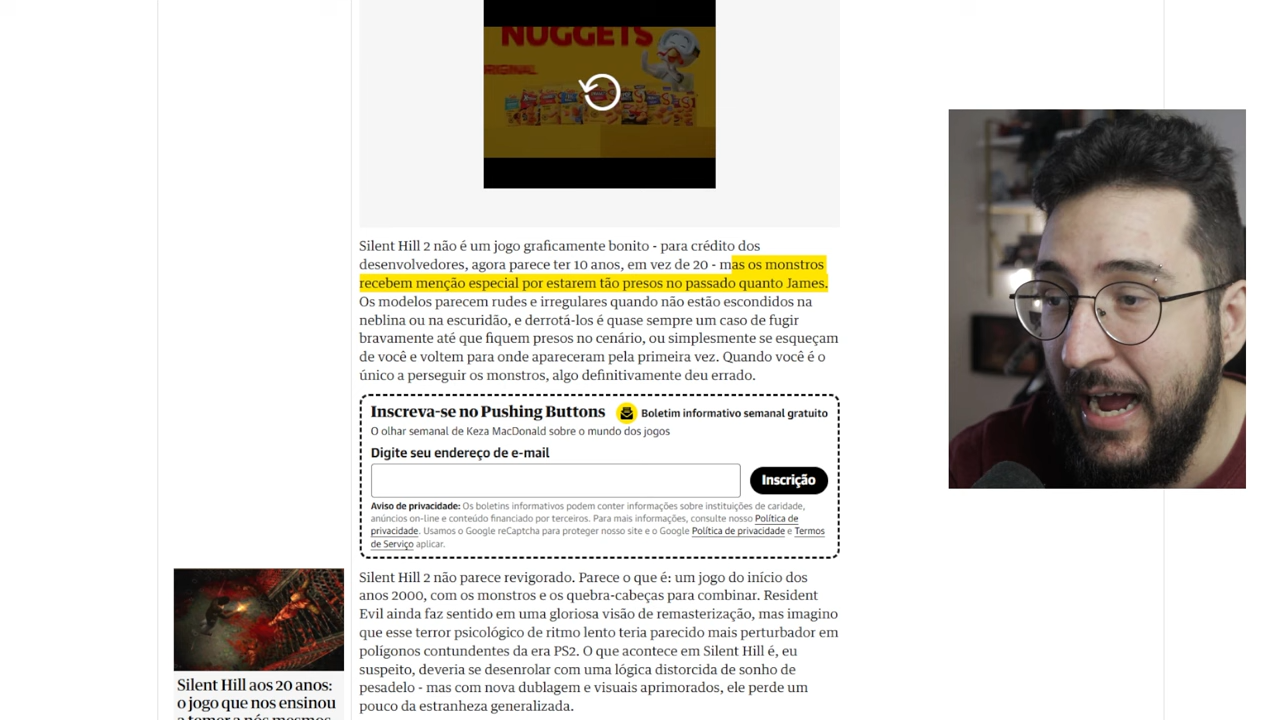 NUGGETS
Silent Hill 2 não é um jogo graficamente bonito - para crédito dos
desenvolvedores, agora parece ter 10 anos, em vez de 20 - mas os monstros
recebem menção especial por estarem tão presos no passado quanto James.
Os modelos parecem rudes e irregulares quando não estão escondidos na
neblina ou na escuridão, e derrotá-los é quase sempre um caso de fugir
bravamente até que fiquem presos no cenário, ou simplesmente se esqueçam
de você e voltem para onde apareceram pela primeira vez. Quando você é o
único a perseguir os monstros, algo definitivamente deu errado.
Inscreva-se no Pushing Buttons Boletim informativo semanal gratuito
O olhar semanal de Keza MacDonald sobre o mundo dos jogos
Digite seu endereço de e-mail
Inscrição
Aviso de privacidade: Os boletins informativos podem conter informações sobre instituições de caridade,
anúncios on-line e conteúdo financiado por terceiros. Para mais informações, consulte nosso Política de
privacidade. Usamos o Google reCaptcha para proteger nosso site e o Google Política de privacidade e Termos
de Serviço aplicar.
Silent Hill 2 não parece revigorado. Parece o que é: um jogo do início dos
anos 2000, com os monstros e os quebra-cabeças para combinar. Resident
Evil ainda faz sentido em uma gloriosa visão de remasterização, mas imagino
que esse terror psicológico de ritmo lento teria parecido mais perturbador em
polígonos contundentes da era PS2. O que acontece em Silent Hill é, eu
suspeito, deveria se desenrolar com uma lógica distorcida de sonho de
pesadelo - mas com nova dublagem e visuais aprimorados, ele perde um
pouco da estranheza generalizada.
Silent Hill aos 20 anos:
o jogo que nos ensinou
a temer a nós mesmos